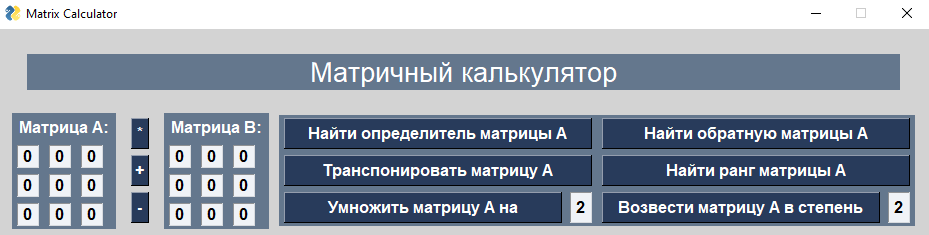 Matrix Calculator
Матричный калькулятор
Матрица A: * Матрица B: Найти определитель матрицы А Найти обратную матрицы А
0 0 0 0 0 0
+ Транспонировать матрицу А Найти ранг матрицы А
0 0 0 0 0 0
- Умножить матрицу А на 2 Возвести матрицу А в степень 2
0 0 0 0 0 0